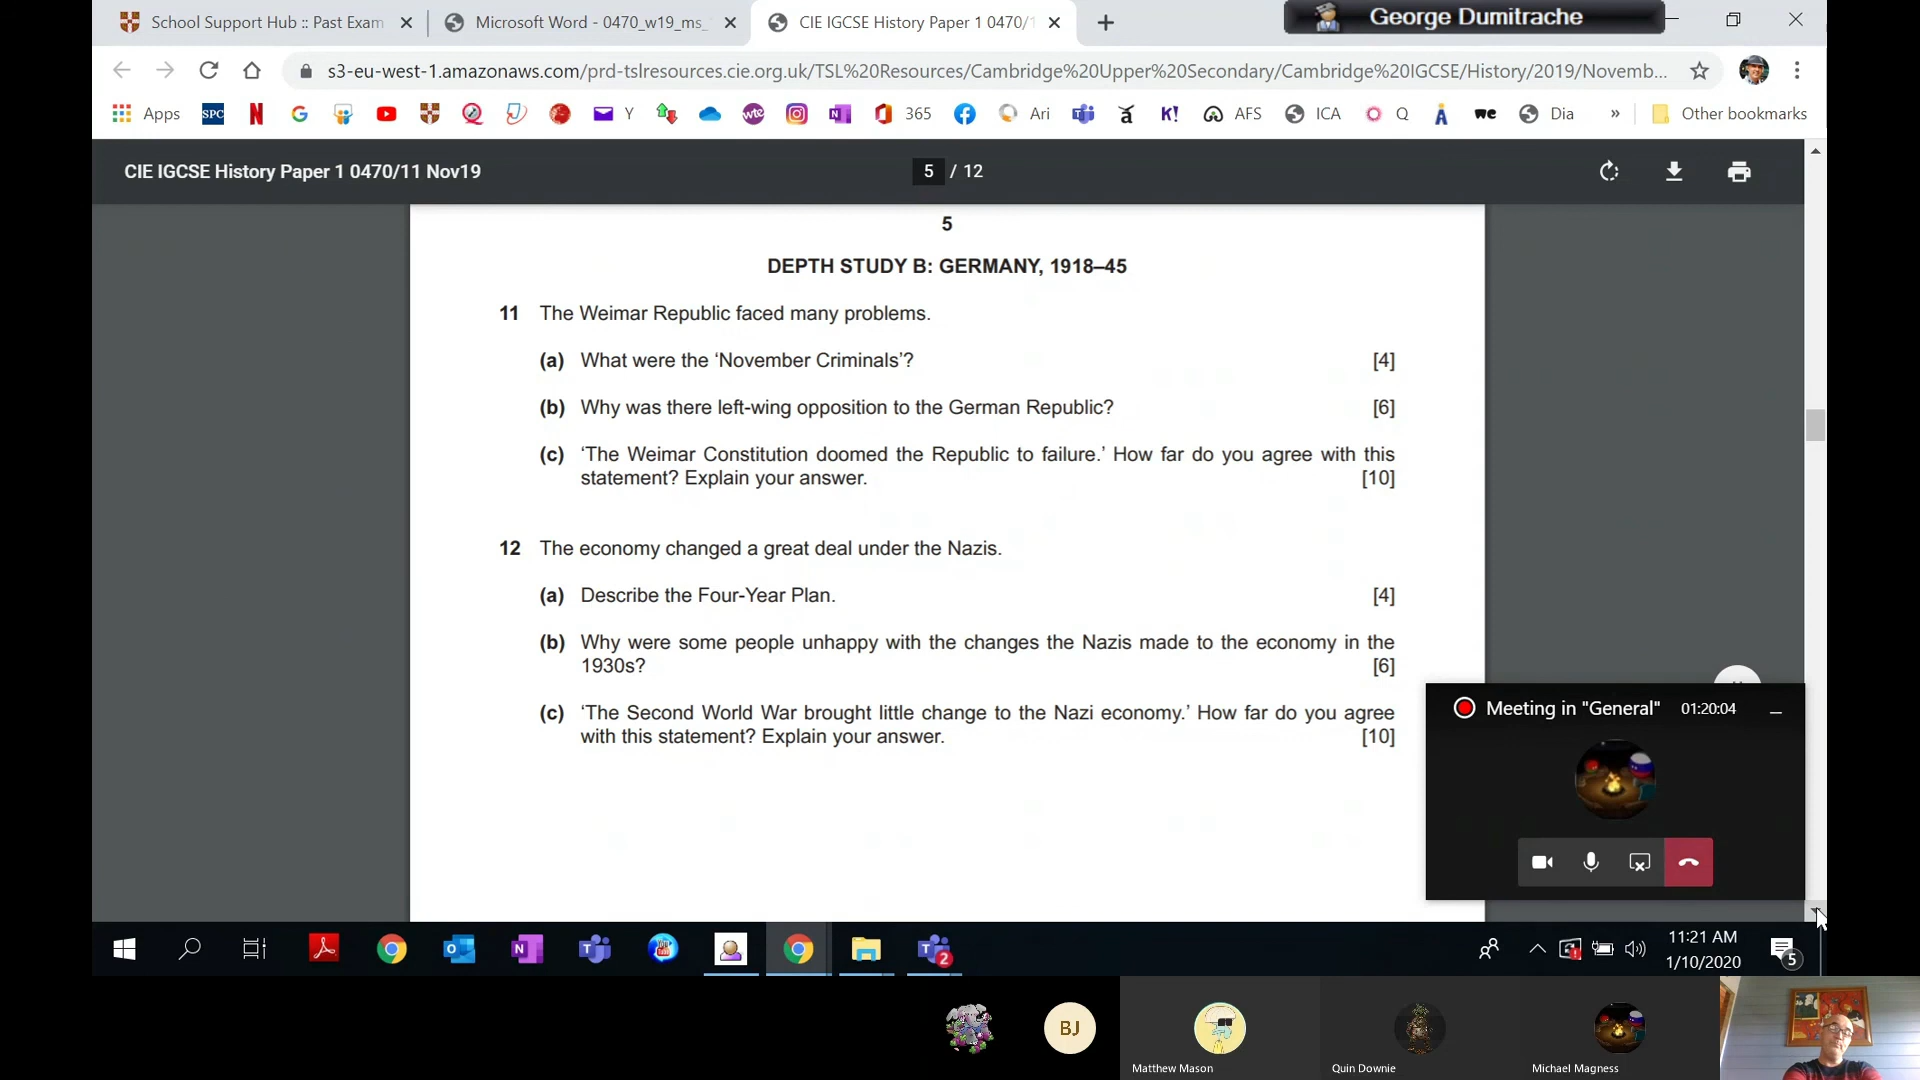 School Support Hub :: Past Exam
Microsoft Word - 0470_w19_ms_
CIE IGCSE History Paper 1 0470/1
George Dumitrache
s3-eu-west-1.amazonaws.com/prd-tslresources.cie.org.uk/TSL%20Resources/Cambridge%20Upper%20Secondary/Cambridge%20IGCSE/History/2019/Novemb...
Apps SPC N G Y wte 365 Ari á K! AFS ICA Q we Dia » Other bookmarks
CIE IGCSE History Paper 1 0470/11 Nov19
5 / 12
5
DEPTH STUDY B: GERMANY, 1918–45
11 The Weimar Republic faced many problems.
(a) What were the ‘November Criminals’? [4]
(b) Why was there left-wing opposition to the German Republic? [6]
(c) ‘The Weimar Constitution doomed the Republic to failure.’ How far do you agree with this
statement? Explain your answer. [10]
12 The economy changed a great deal under the Nazis.
(a) Describe the Four-Year Plan. [4]
(b) Why were some people unhappy with the changes the Nazis made to the economy in the
1930s? [6]
(c) ‘The Second World War brought little change to the Nazi economy.’ How far do you agree
with this statement? Explain your answer. [10]
Meeting in "General" 01:20:04
2
11:21 AM
1/10/2020
5
BJ
Matthew Mason
Quin Downie
Michael Magness